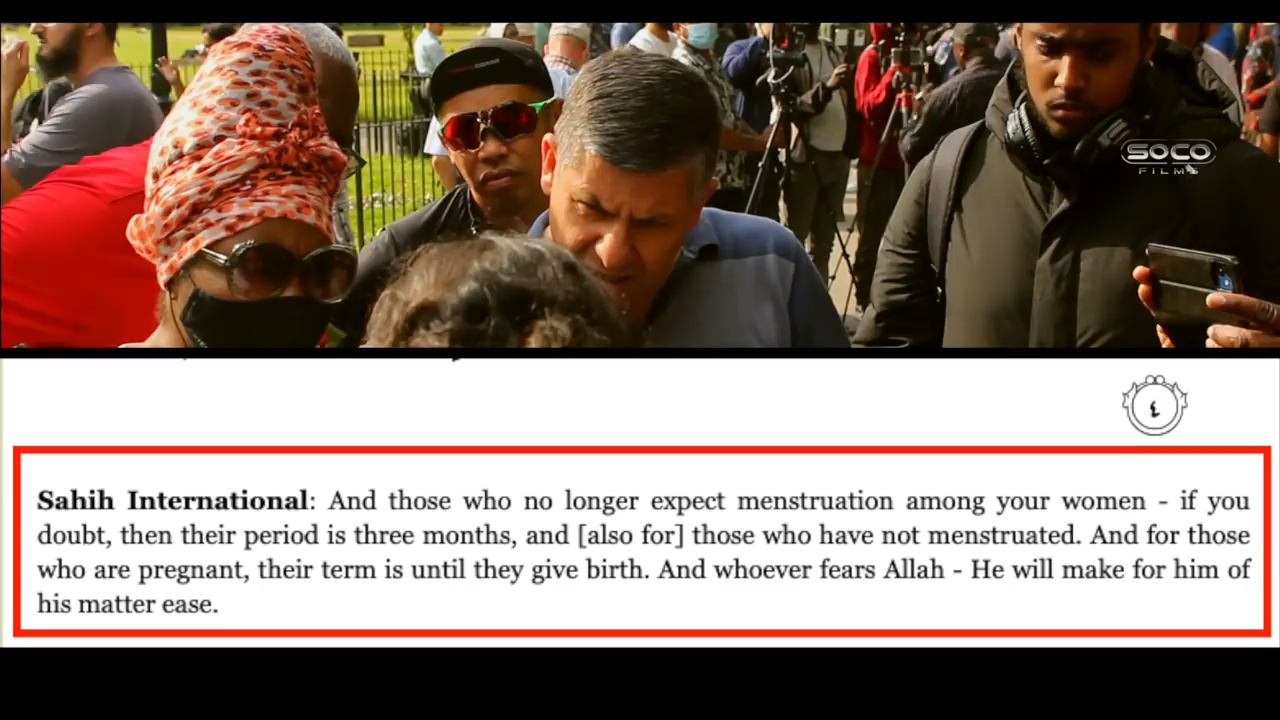 SOCO
FILMS
٤
Sahih International: And those who no longer expect menstruation among your women - if you
doubt, then their period is three months, and [also for] those who have not menstruated. And for those
who are pregnant, their term is until they give birth. And whoever fears Allah - He will make for him of
his matter ease.